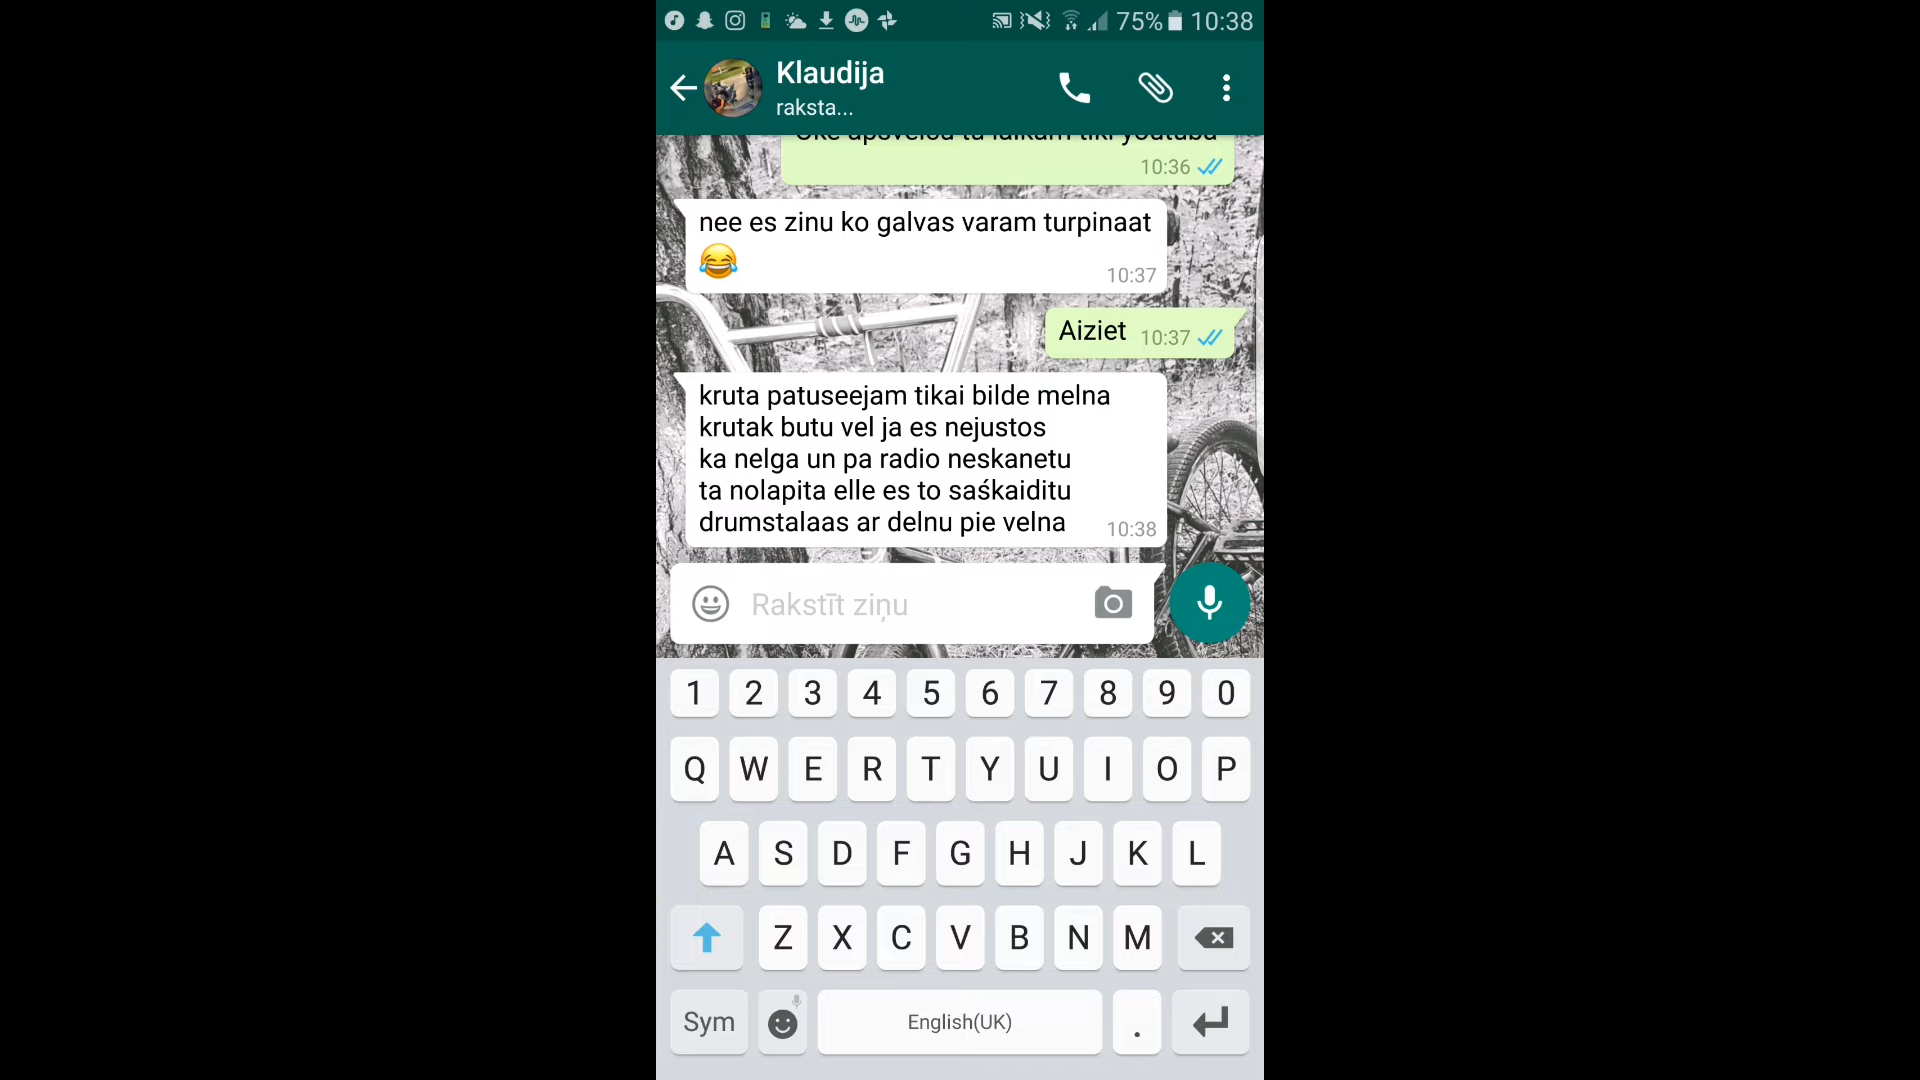 75% 10:38
Klaudija
raksta...
10:36
nee es zinu ko galvas varam turpinaat
😂
10:37
Aiziet 10:37
kruta patuseejam tikai bilde melna
krutak butu vel ja es nejustos
ka nelga un pa radio neskanetu
ta nolapita elle es to saśkaiditu
drumstalaas ar delnu pie velna 10:38
Rakstīt ziņu
1 2 3 4 5 6 7 8 9 0
Q W E R T Y U I O P
A S D F G H J K L
Z X C V B N M
Sym English(UK) .